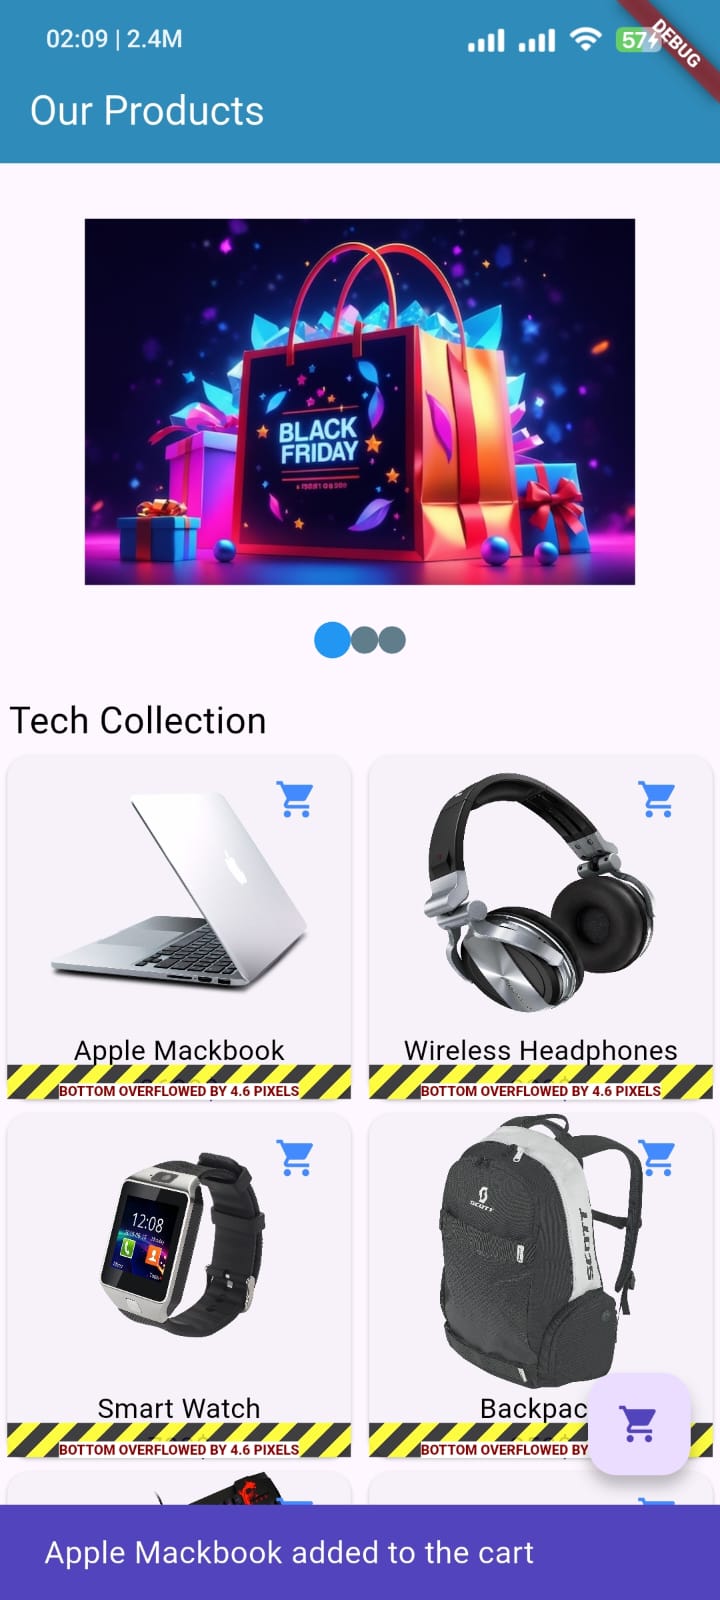 02:09 | 2.4M
57
DEBUG
Our Products
BLACK
FRIDAY
Tech Collection
Apple Mackbook
Wireless Headphones
BOTTOM OVERFLOWED BY 4.6 PIXELS
BOTTOM OVERFLOWED BY 4.6 PIXELS
12:08
SCOTT
SCOTT
Smart Watch
Backpac
BOTTOM OVERFLOWED BY 4.6 PIXELS
BOTTOM OVERFLOWED BY
Apple Mackbook added to the cart